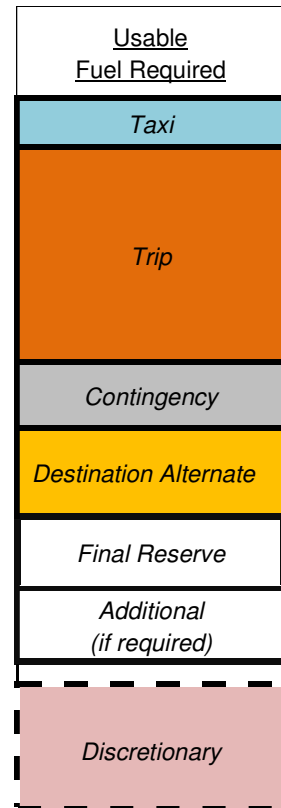 Usable
Fuel Required
Taxi
Trip
Contingency
Destination Alternate
Final Reserve
Additional
(if required)
Discretionary